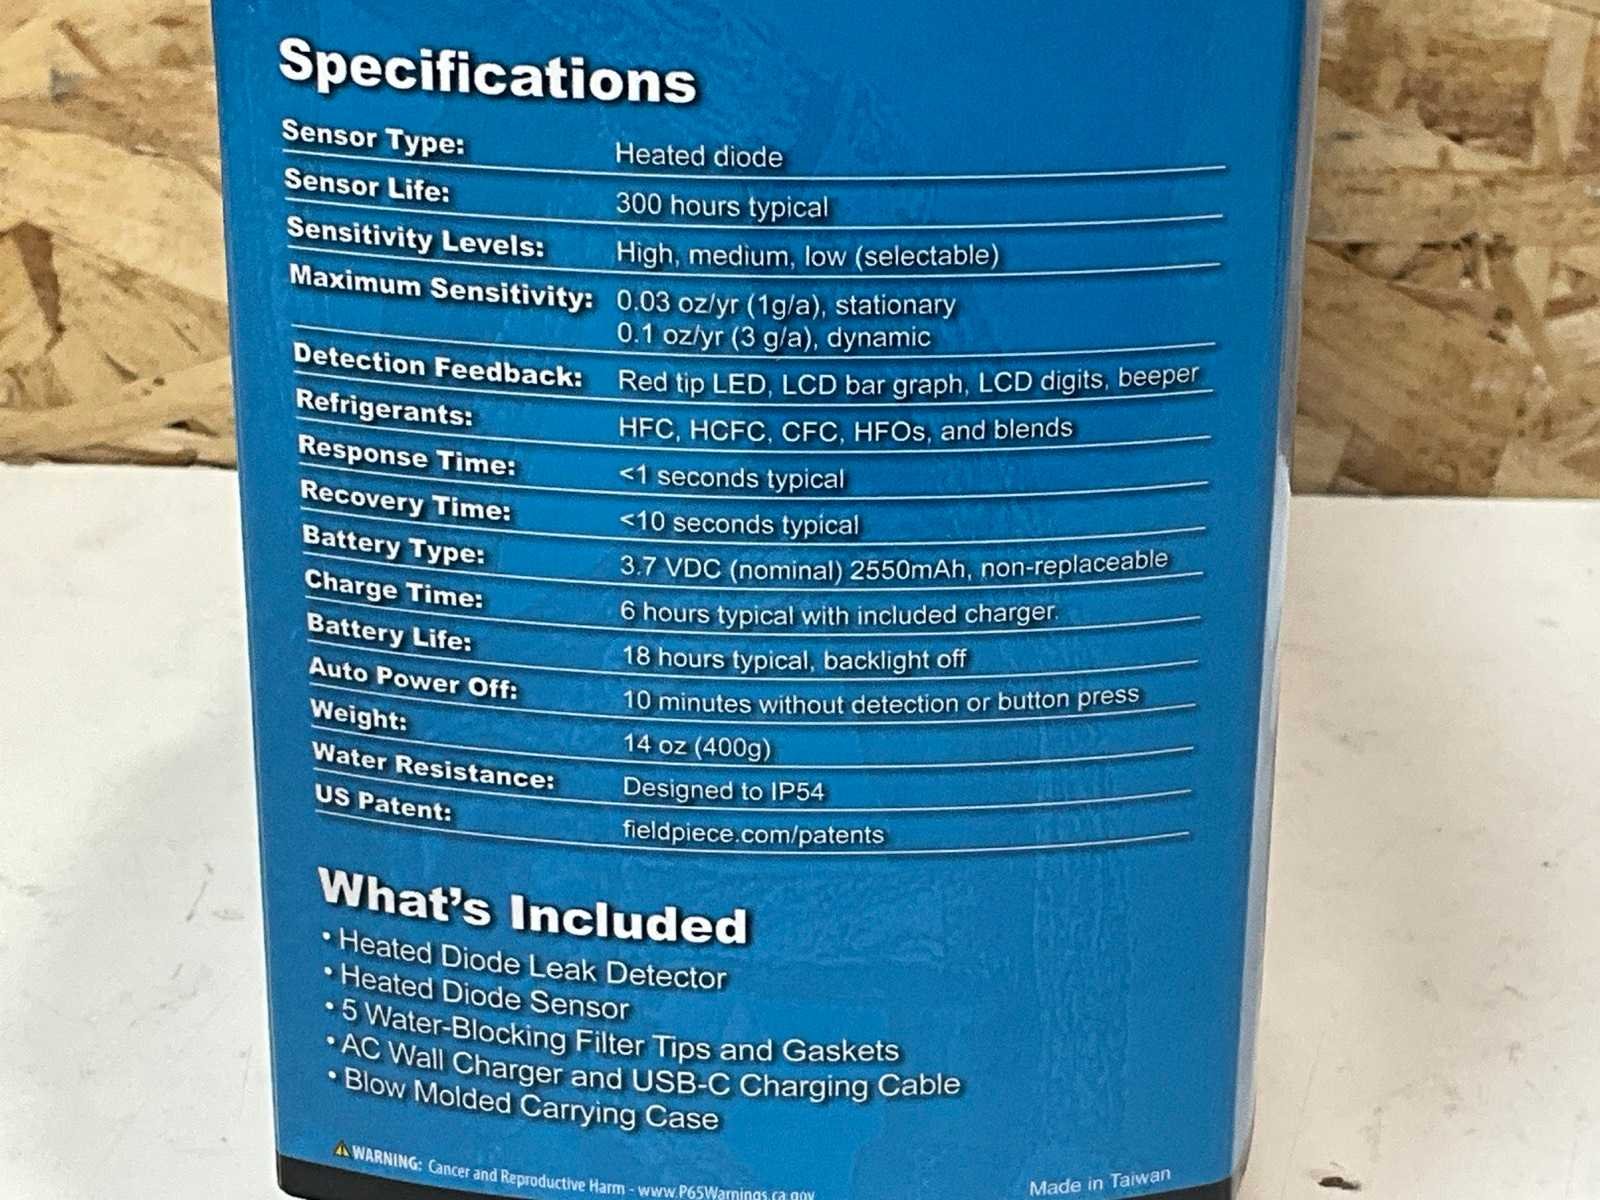 Specifications
Sensor Type: Heated diode
Sensor Life: 300 hours typical
Sensitivity Levels: High, medium, low (selectable)
Maximum Sensitivity: 0.03 oz/yr (1g/a), stationary
0.1 oz/yr (3 g/a), dynamic
Detection Feedback: Red tip LED, LCD bar graph, LCD digits, beeper
Refrigerants: HFC, HCFC, CFC, HFOs, and blends
Response Time: <1 seconds typical
Recovery Time: <10 seconds typical
Battery Type: 3.7 VDC (nominal) 2550mAh, non-replaceable
Charge Time: 6 hours typical with included charger.
Battery Life: 18 hours typical, backlight off
Auto Power Off: 10 minutes without detection or button press
Weight: 14 oz (400g)
Water Resistance: Designed to IP54
US Patent: fieldpiece.com/patents
What's Included
• Heated Diode Leak Detector
• Heated Diode Sensor
• 5 Water-Blocking Filter Tips and Gaskets
• AC Wall Charger and USB-C Charging Cable
• Blow Molded Carrying Case
WARNING: Cancer and Reproductive Harm - www.P65Warnings.ca.gov
Made in Taiwan